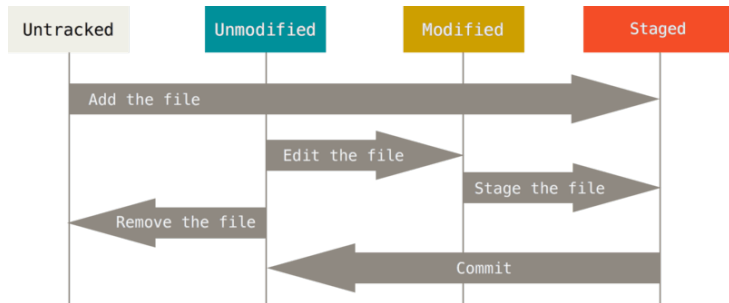 Untracked
Unmodified
Modified
Staged
Add the file
Edit the file
Stage the file
Remove the file
Commit